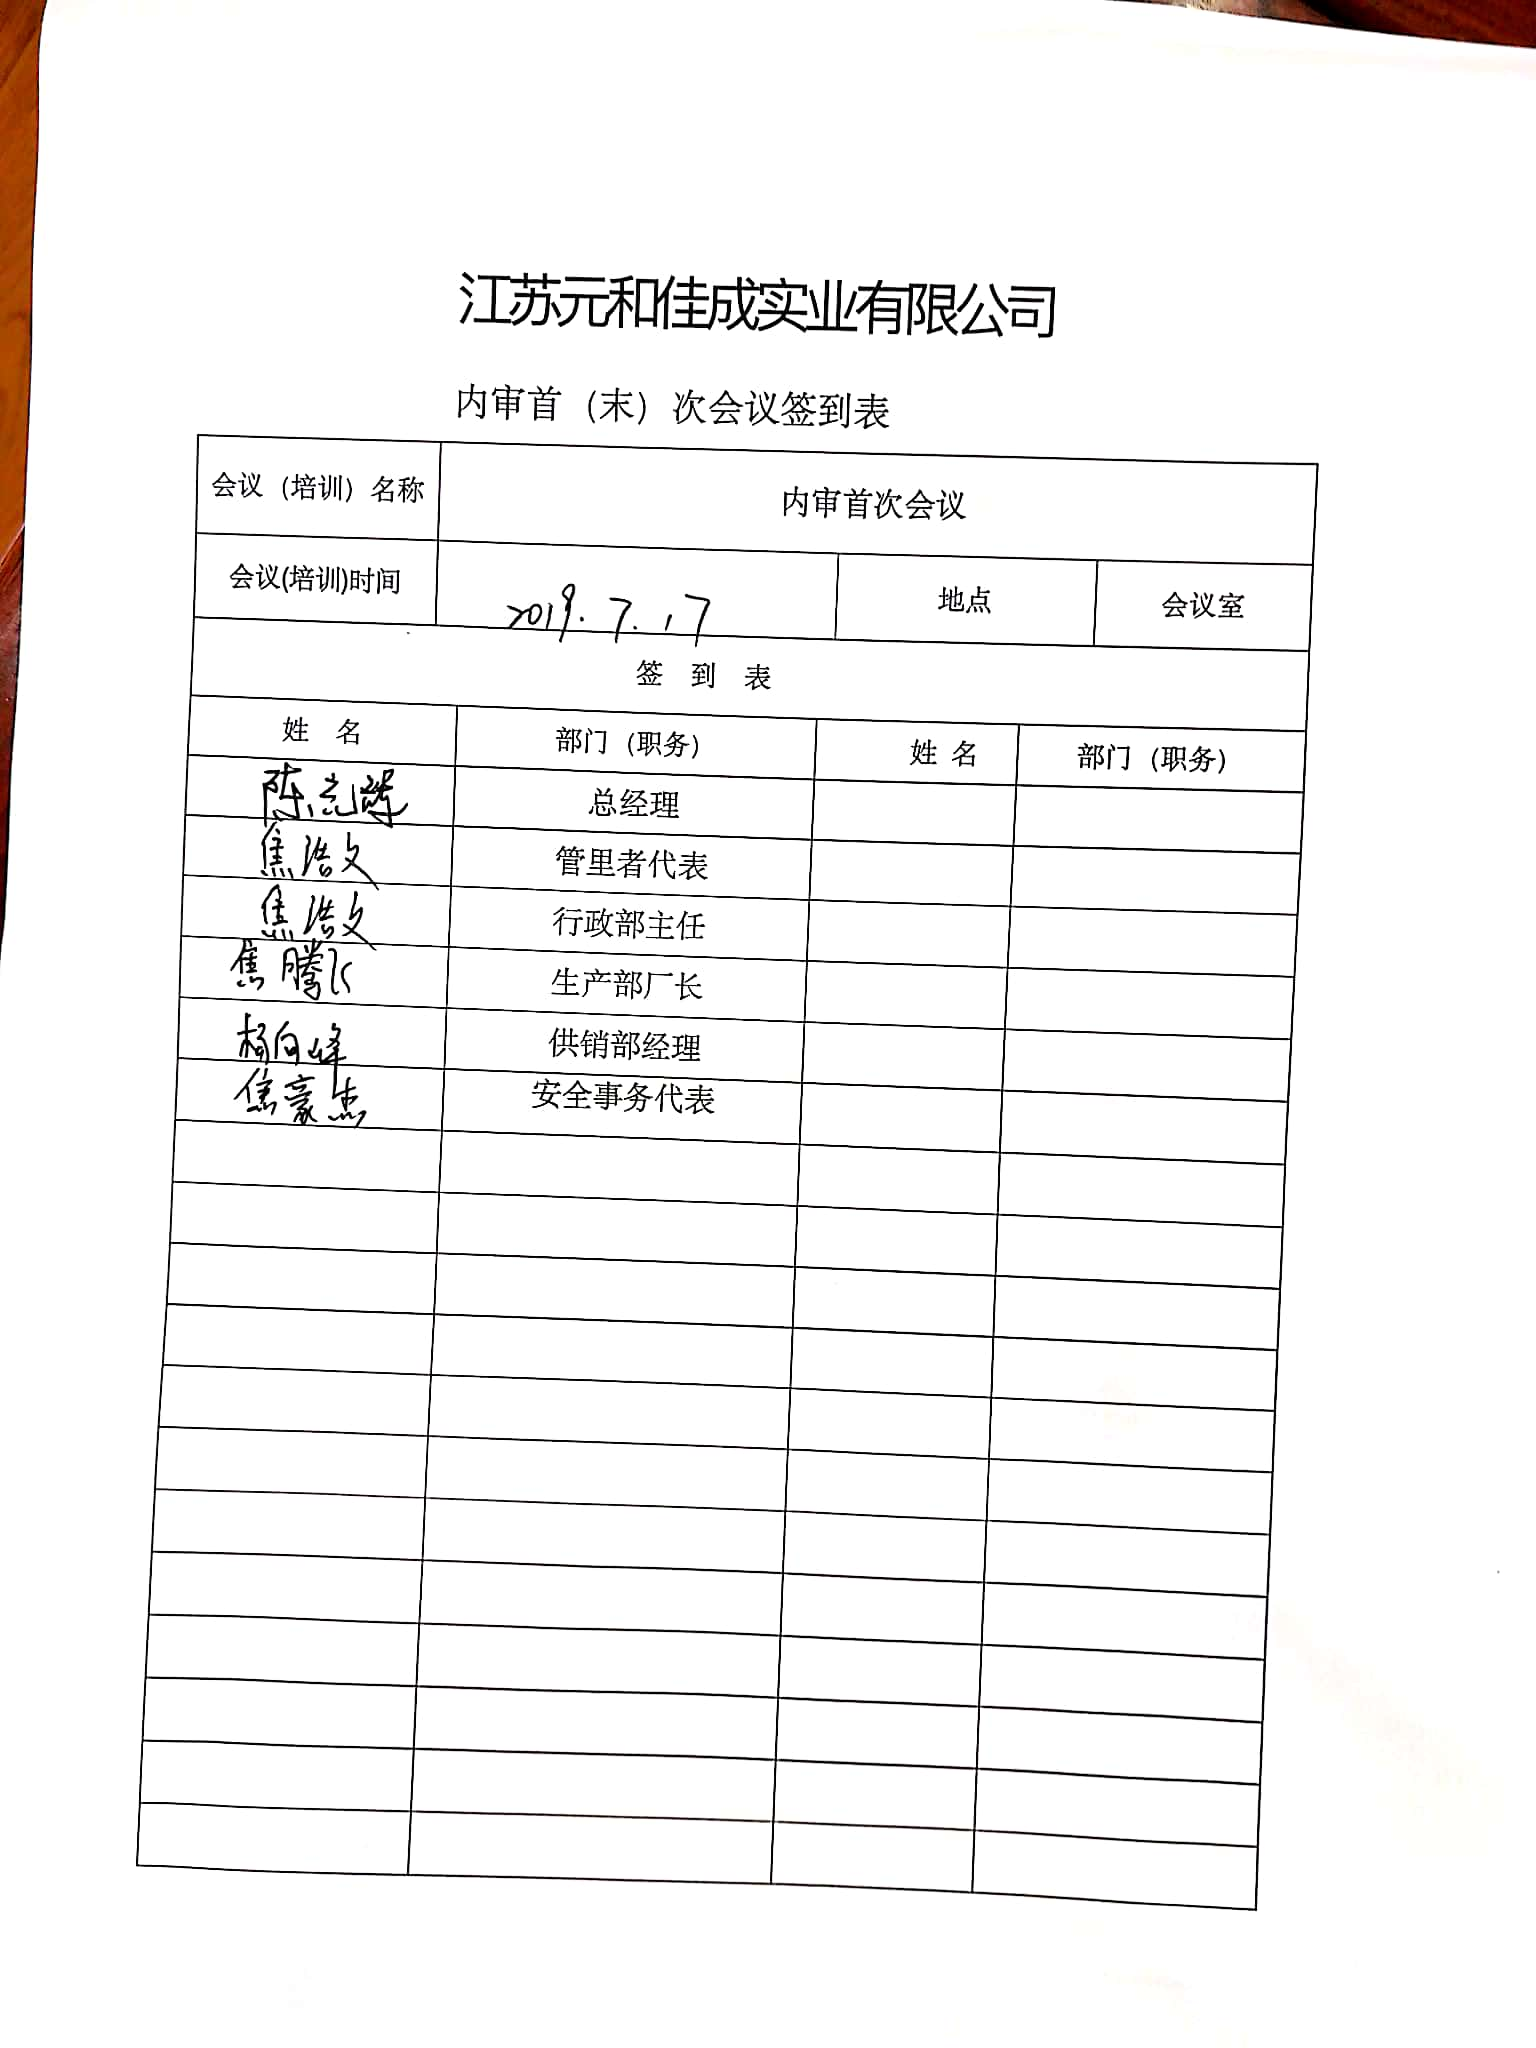 江苏元和佳成实业有限公司
内审首（末）次会议签到表
会议（培训）名称 内审首次会议
会议(培训)时间 2019.7.17 地点 会议室
签 到 表
姓 名 部门（职务） 姓 名 部门（职务）
陈志 总经理
焦浩文 管里者代表
焦浩文 行政部主任
焦腾飞 生产部厂长
杨向峰 供销部经理
焦豪杰 安全事务代表